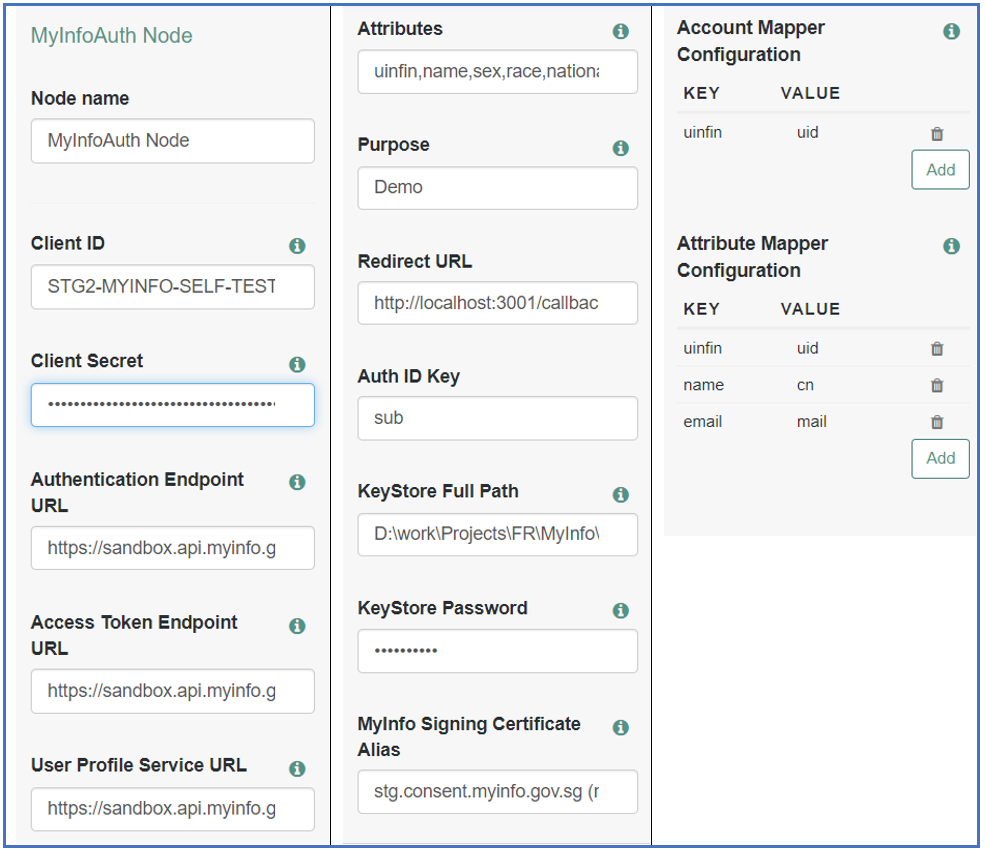 MyInfoAuth Node
Node name
MyInfoAuth Node
Client ID
STG2-MYINFO-SELF-TEST
Client Secret
••••••••••••••••••••••••••••••••••••
Authentication Endpoint
URL
https://sandbox.api.myinfo.g
Access Token Endpoint
URL
https://sandbox.api.myinfo.g
User Profile Service URL
https://sandbox.api.myinfo.g
Attributes
uinfin,name,sex,race,nationa
Purpose
Demo
Redirect URL
http://localhost:3001/callbac
Auth ID Key
sub
KeyStore Full Path
D:\work\Projects\FR\MyInfo\
KeyStore Password
••••••••••
MyInfo Signing Certificate
Alias
stg.consent.myinfo.gov.sg (r
Account Mapper
Configuration
KEY VALUE
uinfin uid
Add
Attribute Mapper
Configuration
KEY VALUE
uinfin uid
name cn
email mail
Add